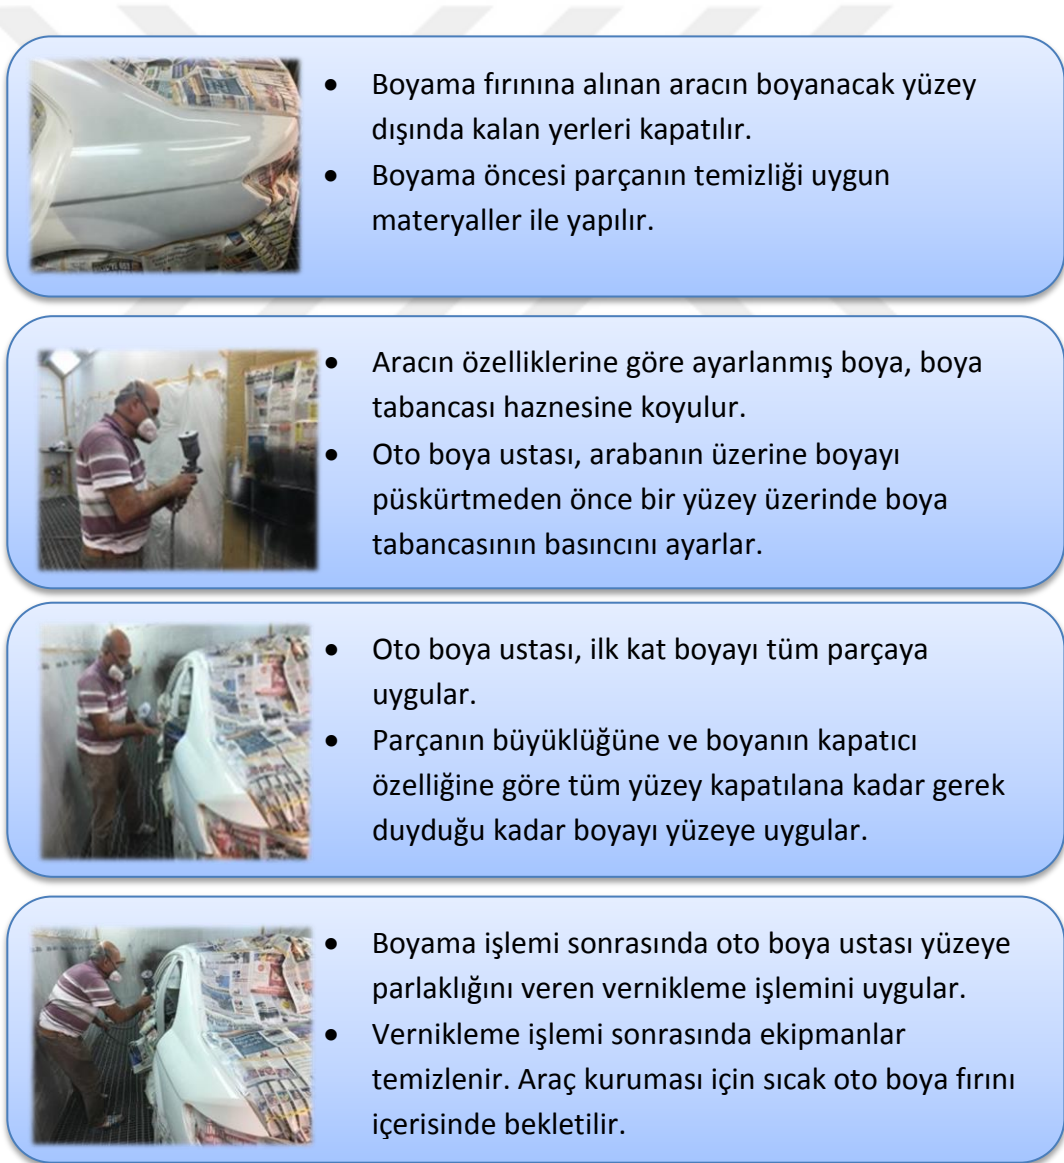 • Boyama fırınına alınan aracın boyanacak yüzey
dışında kalan yerleri kapatılır.
• Boyama öncesi parçanın temizliği uygun
materyaller ile yapılır.
• Aracın özelliklerine göre ayarlanmış boya, boya
tabancası haznesine koyulur.
• Oto boya ustası, arabanın üzerine boyayı
püskürtmeden önce bir yüzey üzerinde boya
tabancasının basıncını ayarlar.
• Oto boya ustası, ilk kat boyayı tüm parçaya
uygular.
• Parçanın büyüklüğüne ve boyanın kapatıcı
özelliğine göre tüm yüzey kapatılana kadar gerek
duyduğu kadar boyayı yüzeye uygular.
• Boyama işlemi sonrasında oto boya ustası yüzeye
parlaklığını veren vernikleme işlemini uygular.
• Vernikleme işlemi sonrasında ekipmanlar
temizlenir. Araç kuruması için sıcak oto boya fırını
içerisinde bekletilir.